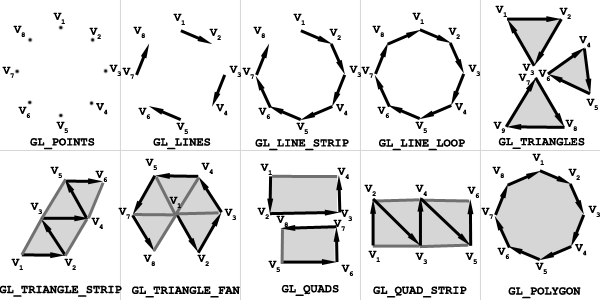 V1
V8 V2
V7 V3
V6 V4
V5
GL_POINTS
V8 V1 V2
V7 V3
V6 V4
V5
GL_LINES
V8 V1 V2
V7 V3
V6 V4
V5
GL_LINE_STRIP
V1
V8 V2
V7 V3
V6 V4
V5
GL_LINE_LOOP
V1 V2
V4
V3 V6
V7
V5
V9 V8
GL_TRIANGLES
V5 V6
V3 V4
V1 V2
GL_TRIANGLE_STRIP
V5 V4
V1
V7 V3
V8 V2
GL_TRIANGLE_FAN
V1 V4
V2 V3
V8 V7
V5 V6
GL_QUADS
V2 V4 V6
V1 V3 V5
GL_QUAD_STRIP
V1
V8 V2
V7 V3
V6 V4
V5
GL_POLYGON